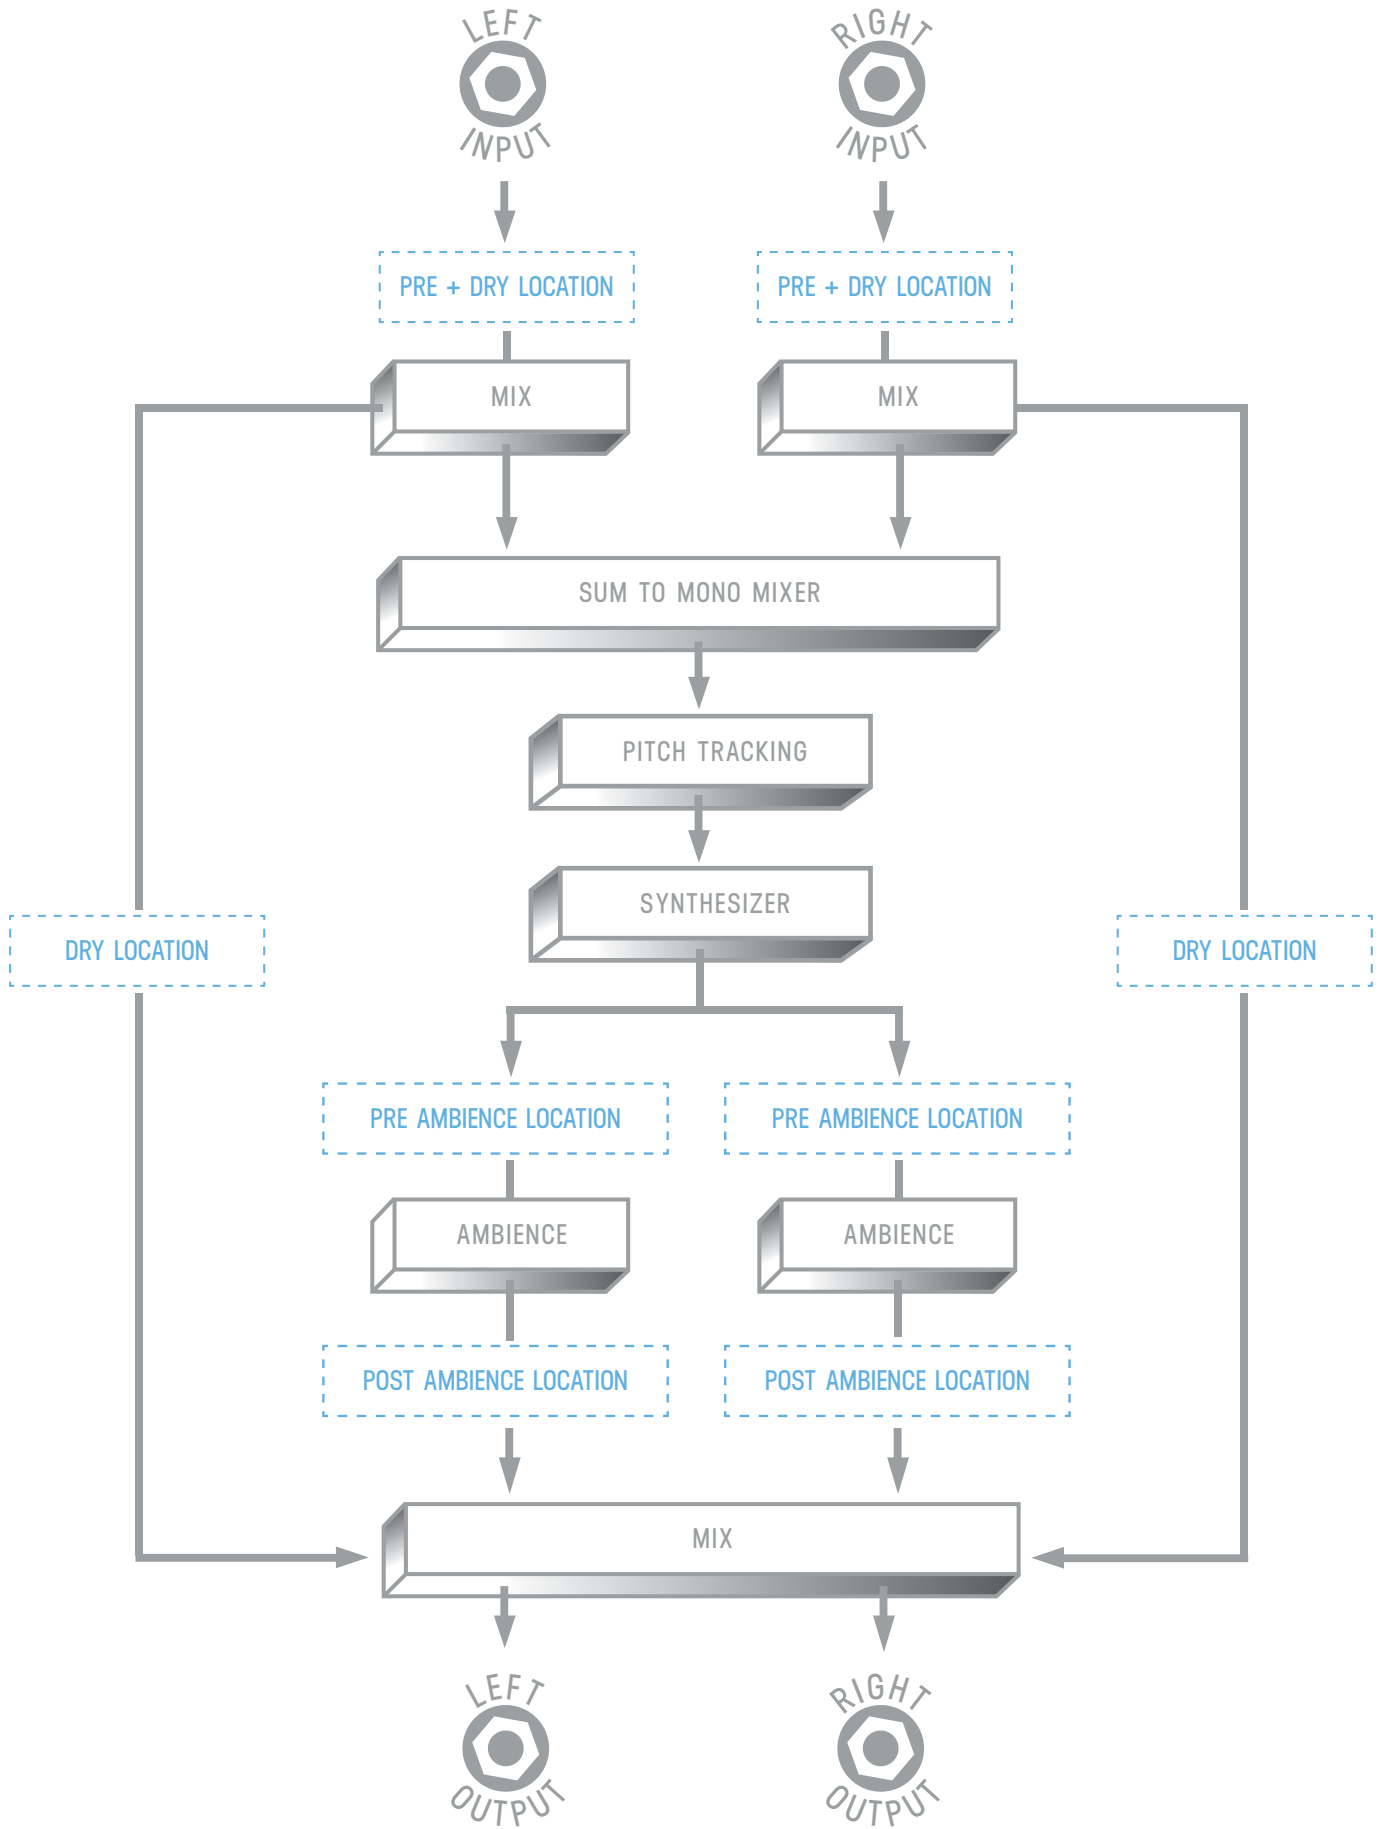 LEFT
INPUT
RIGHT
INPUT
PRE + DRY LOCATION
PRE + DRY LOCATION
MIX
MIX
SUM TO MONO MIXER
PITCH TRACKING
SYNTHESIZER
DRY LOCATION
DRY LOCATION
PRE AMBIENCE LOCATION
PRE AMBIENCE LOCATION
AMBIENCE
AMBIENCE
POST AMBIENCE LOCATION
POST AMBIENCE LOCATION
MIX
LEFT
OUTPUT
RIGHT
OUTPUT